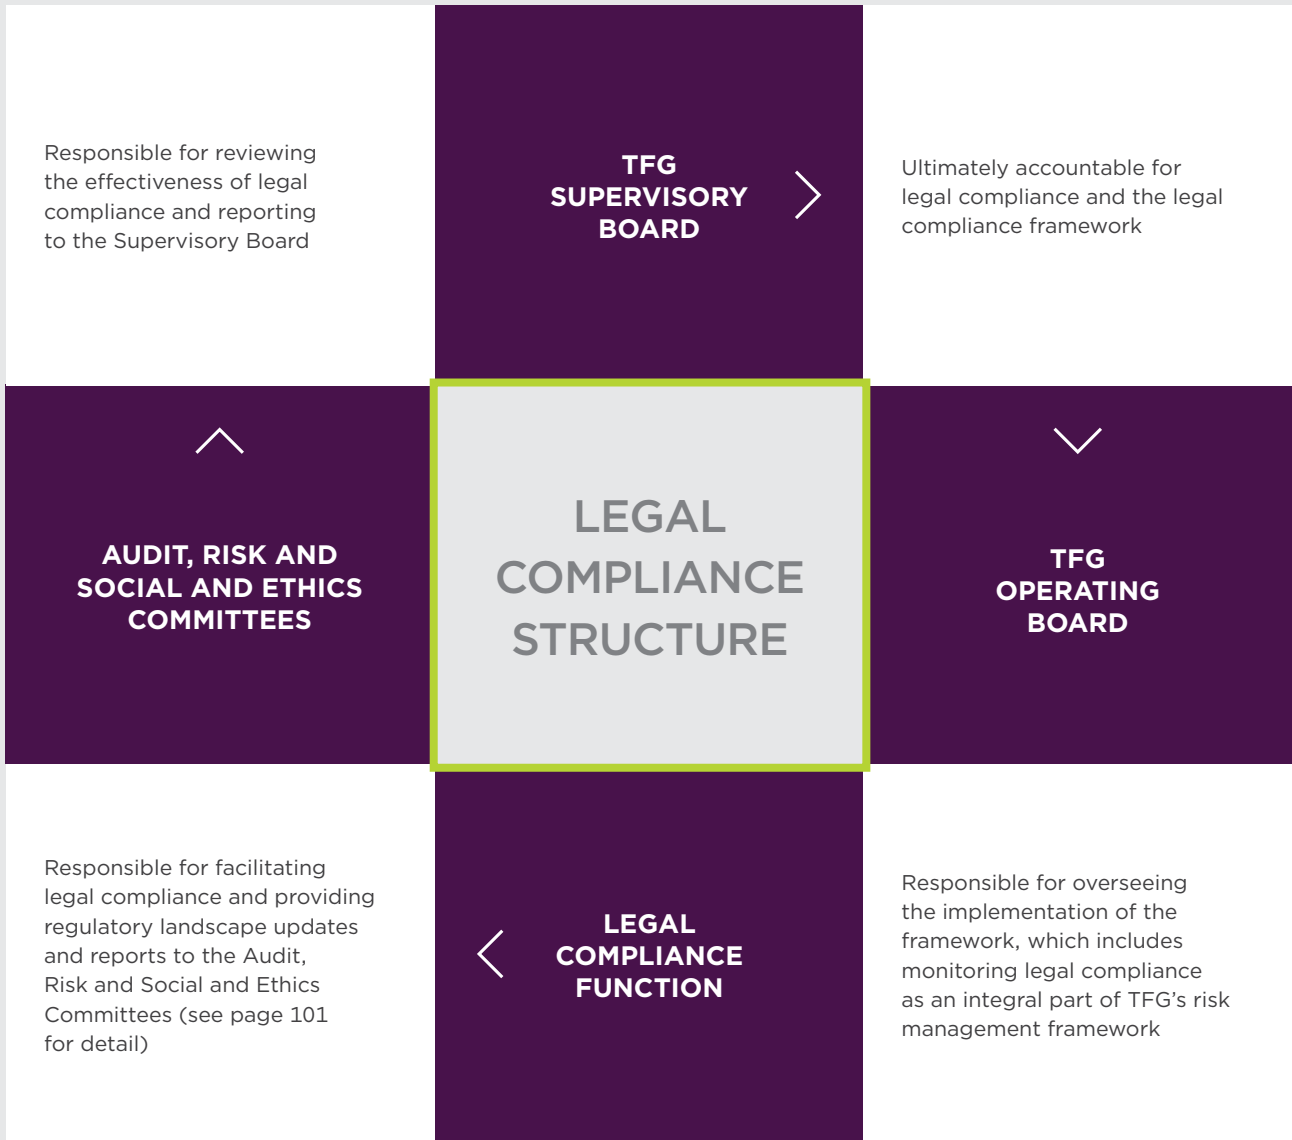 Responsible for reviewing
the effectiveness of legal
compliance and reporting
to the Supervisory Board
TFG
SUPERVISORY
BOARD
Ultimately accountable for
legal compliance and the legal
compliance framework
AUDIT, RISK AND
SOCIAL AND ETHICS
COMMITTEES
LEGAL
COMPLIANCE
STRUCTURE
TFG
OPERATING
BOARD
Responsible for facilitating
legal compliance and providing
regulatory landscape updates
and reports to the Audit,
Risk and Social and Ethics
Committees (see page 101
for detail)
LEGAL
COMPLIANCE
FUNCTION
Responsible for overseeing
the implementation of the
framework, which includes
monitoring legal compliance
as an integral part of TFG’s risk
management framework